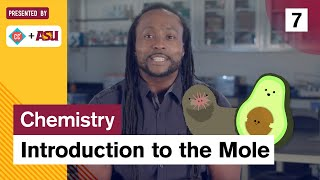 PRESENTED BY
+ ASU
7
Chemistry
Introduction to the Mole